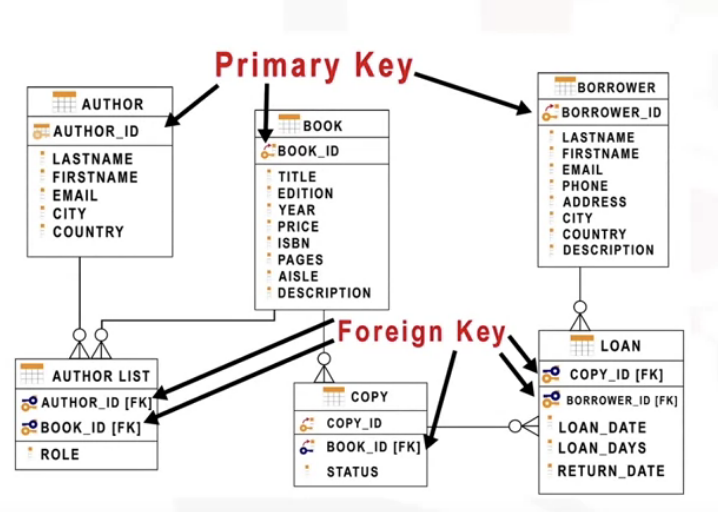 Primary Key
AUTHOR
AUTHOR_ID
LASTNAME
FIRSTNAME
EMAIL
CITY
COUNTRY
BOOK
BOOK_ID
TITLE
EDITION
YEAR
PRICE
ISBN
PAGES
AISLE
DESCRIPTION
BORROWER
BORROWER_ID
LASTNAME
FIRSTNAME
EMAIL
PHONE
ADDRESS
CITY
COUNTRY
DESCRIPTION
Foreign Key
AUTHOR LIST
AUTHOR_ID [FK]
BOOK_ID [FK]
ROLE
COPY
COPY_ID
BOOK_ID [FK]
STATUS
LOAN
COPY_ID [FK]
BORROWER_ID [FK]
LOAN_DATE
LOAN_DAYS
RETURN_DATE